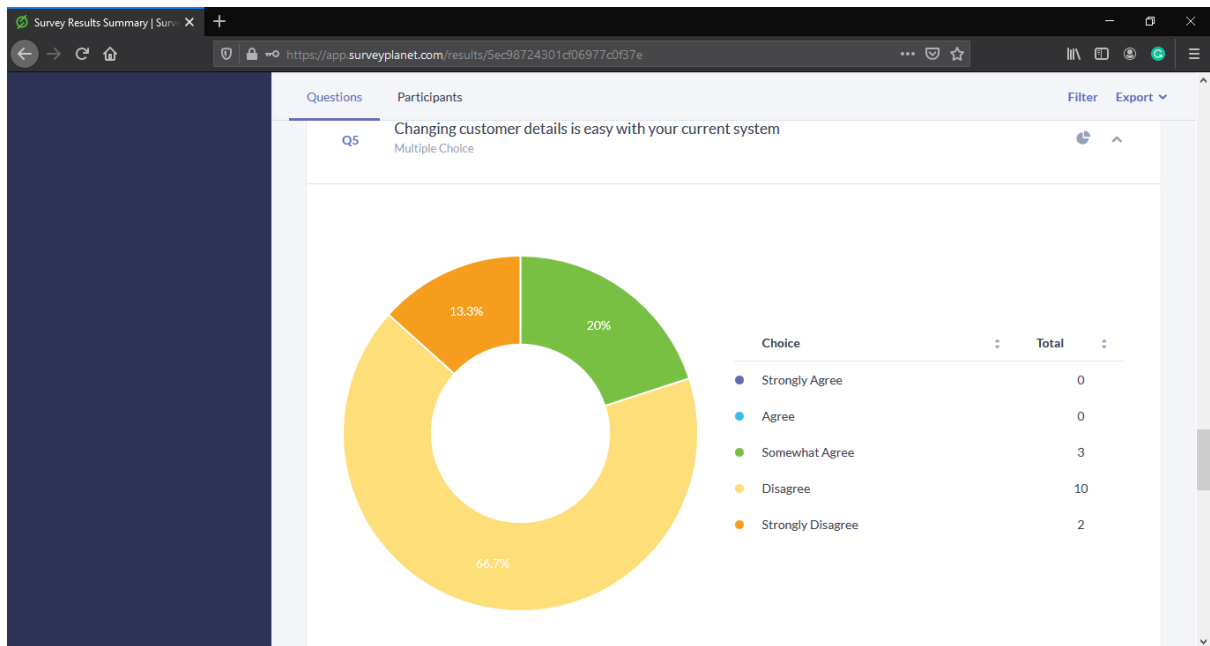 Survey Results Summary | Surv
https://app.surveyplanet.com/results/5ec98724301cf06977c0f37e
Questions Participants Filter Export
Q5 Changing customer details is easy with your current system
Multiple Choice
13.3%
20%
66.7%
Choice Total
Strongly Agree 0
Agree 0
Somewhat Agree 3
Disagree 10
Strongly Disagree 2